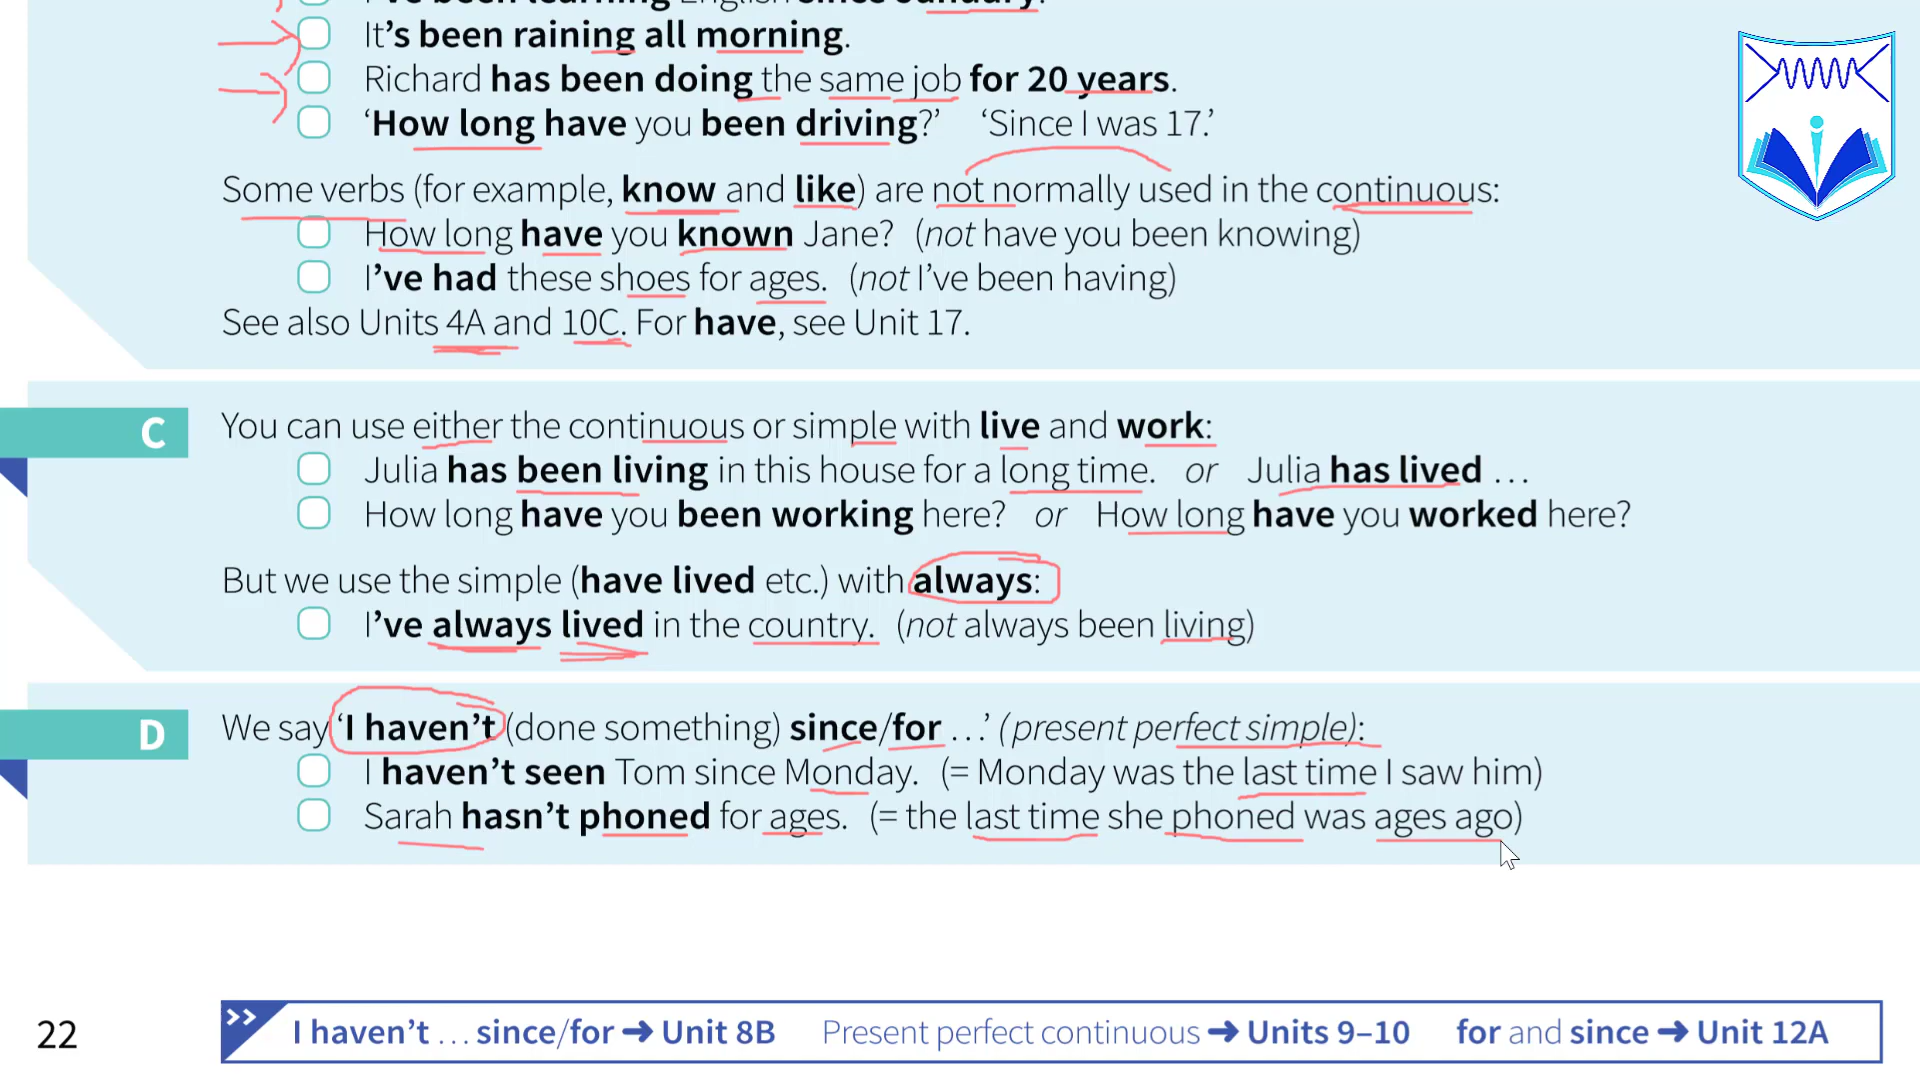 I've been learning English since January.
It's been raining all morning.
Richard has been doing the same job for 20 years.
'How long have you been driving?' 'Since I was 17.'
Some verbs (for example, know and like) are not normally used in the continuous:
How long have you known Jane? (not have you been knowing)
I've had these shoes for ages. (not I've been having)
See also Units 4A and 10C. For have, see Unit 17.
C
You can use either the continuous or simple with live and work:
Julia has been living in this house for a long time. or Julia has lived ...
How long have you been working here? or How long have you worked here?
But we use the simple (have lived etc.) with always:
I've always lived in the country. (not always been living)
D
We say 'I haven't (done something) since/for ...' (present perfect simple):
I haven't seen Tom since Monday. (= Monday was the last time I saw him)
Sarah hasn't phoned for ages. (= the last time she phoned was ages ago)
22
>> I haven't ... since/for ➜ Unit 8B Present perfect continuous ➜ Units 9–10 for and since ➜ Unit 12A